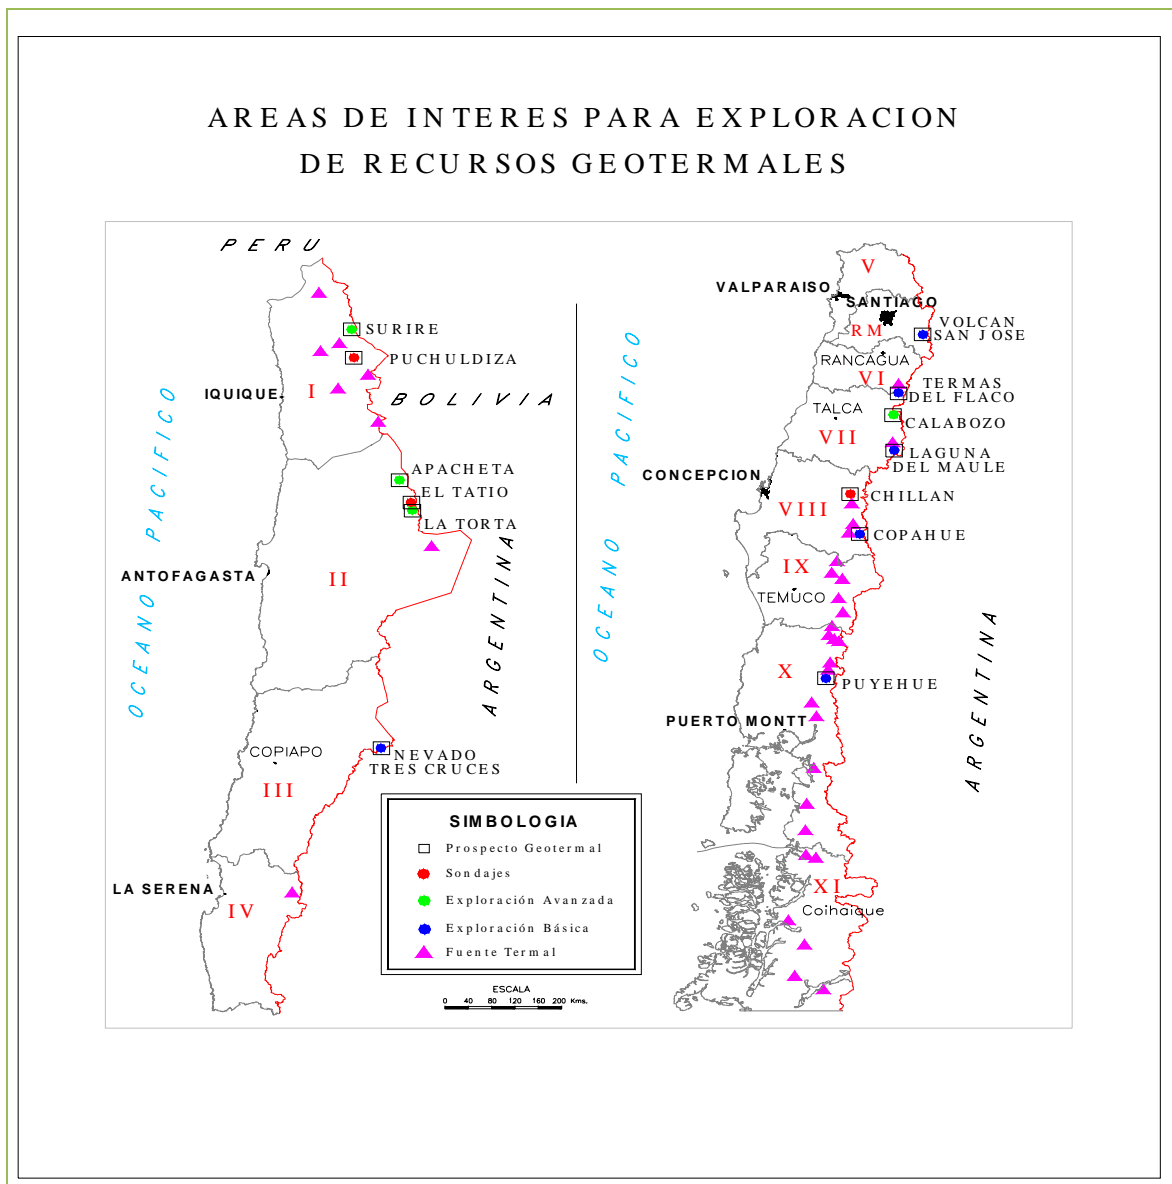 AREAS DE INTERES PARA EXPLORACION
DE RECURSOS GEOTERMALES
PERU
SURIRE
PUCHULDIZA
I
IQUIQUE
BOLIVIA
OCEANO PACIFICO
APACHETA
EL TATIO
LA TORTA
ANTOFAGASTA
II
ARGENTINA
COPIAPO
NEVADO
TRES CRUCES
III
LA SERENA
IV
V
VALPARAISO
SANTIAGO
RM
VOLCAN
SAN JOSE
RANCAGUA
VI
TERMAS
DEL FLACO
TALCA
CALABOZO
VII
LAGUNA
DEL MAULE
OCEANO PACIFICO
CONCEPCION
CHILLAN
VIII
COPAHUE
IX
TEMUCO
X
PUYEHUE
PUERTO MONTT
ARGENTINA
XI
Coihaique
SIMBOLOGIA
Prospecto Geotermal
Sondajes
Exploración Avanzada
Exploración Básica
Fuente Termal
ESCALA
0 40 80 120 160 200 Kms.